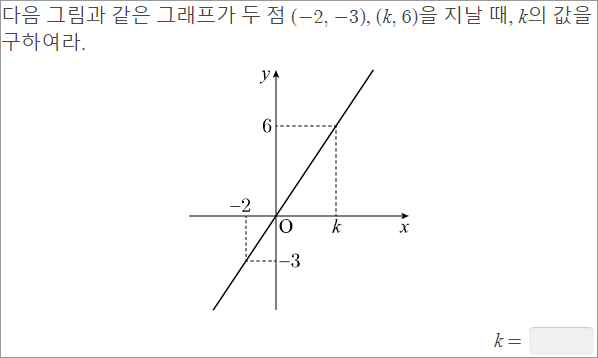 다음 그림과 같은 그래프가 두 점 (−2, −3), (k, 6)을 지날 때, k의 값을
구하여라.
y
6
−2
O
k
x
−3
k =